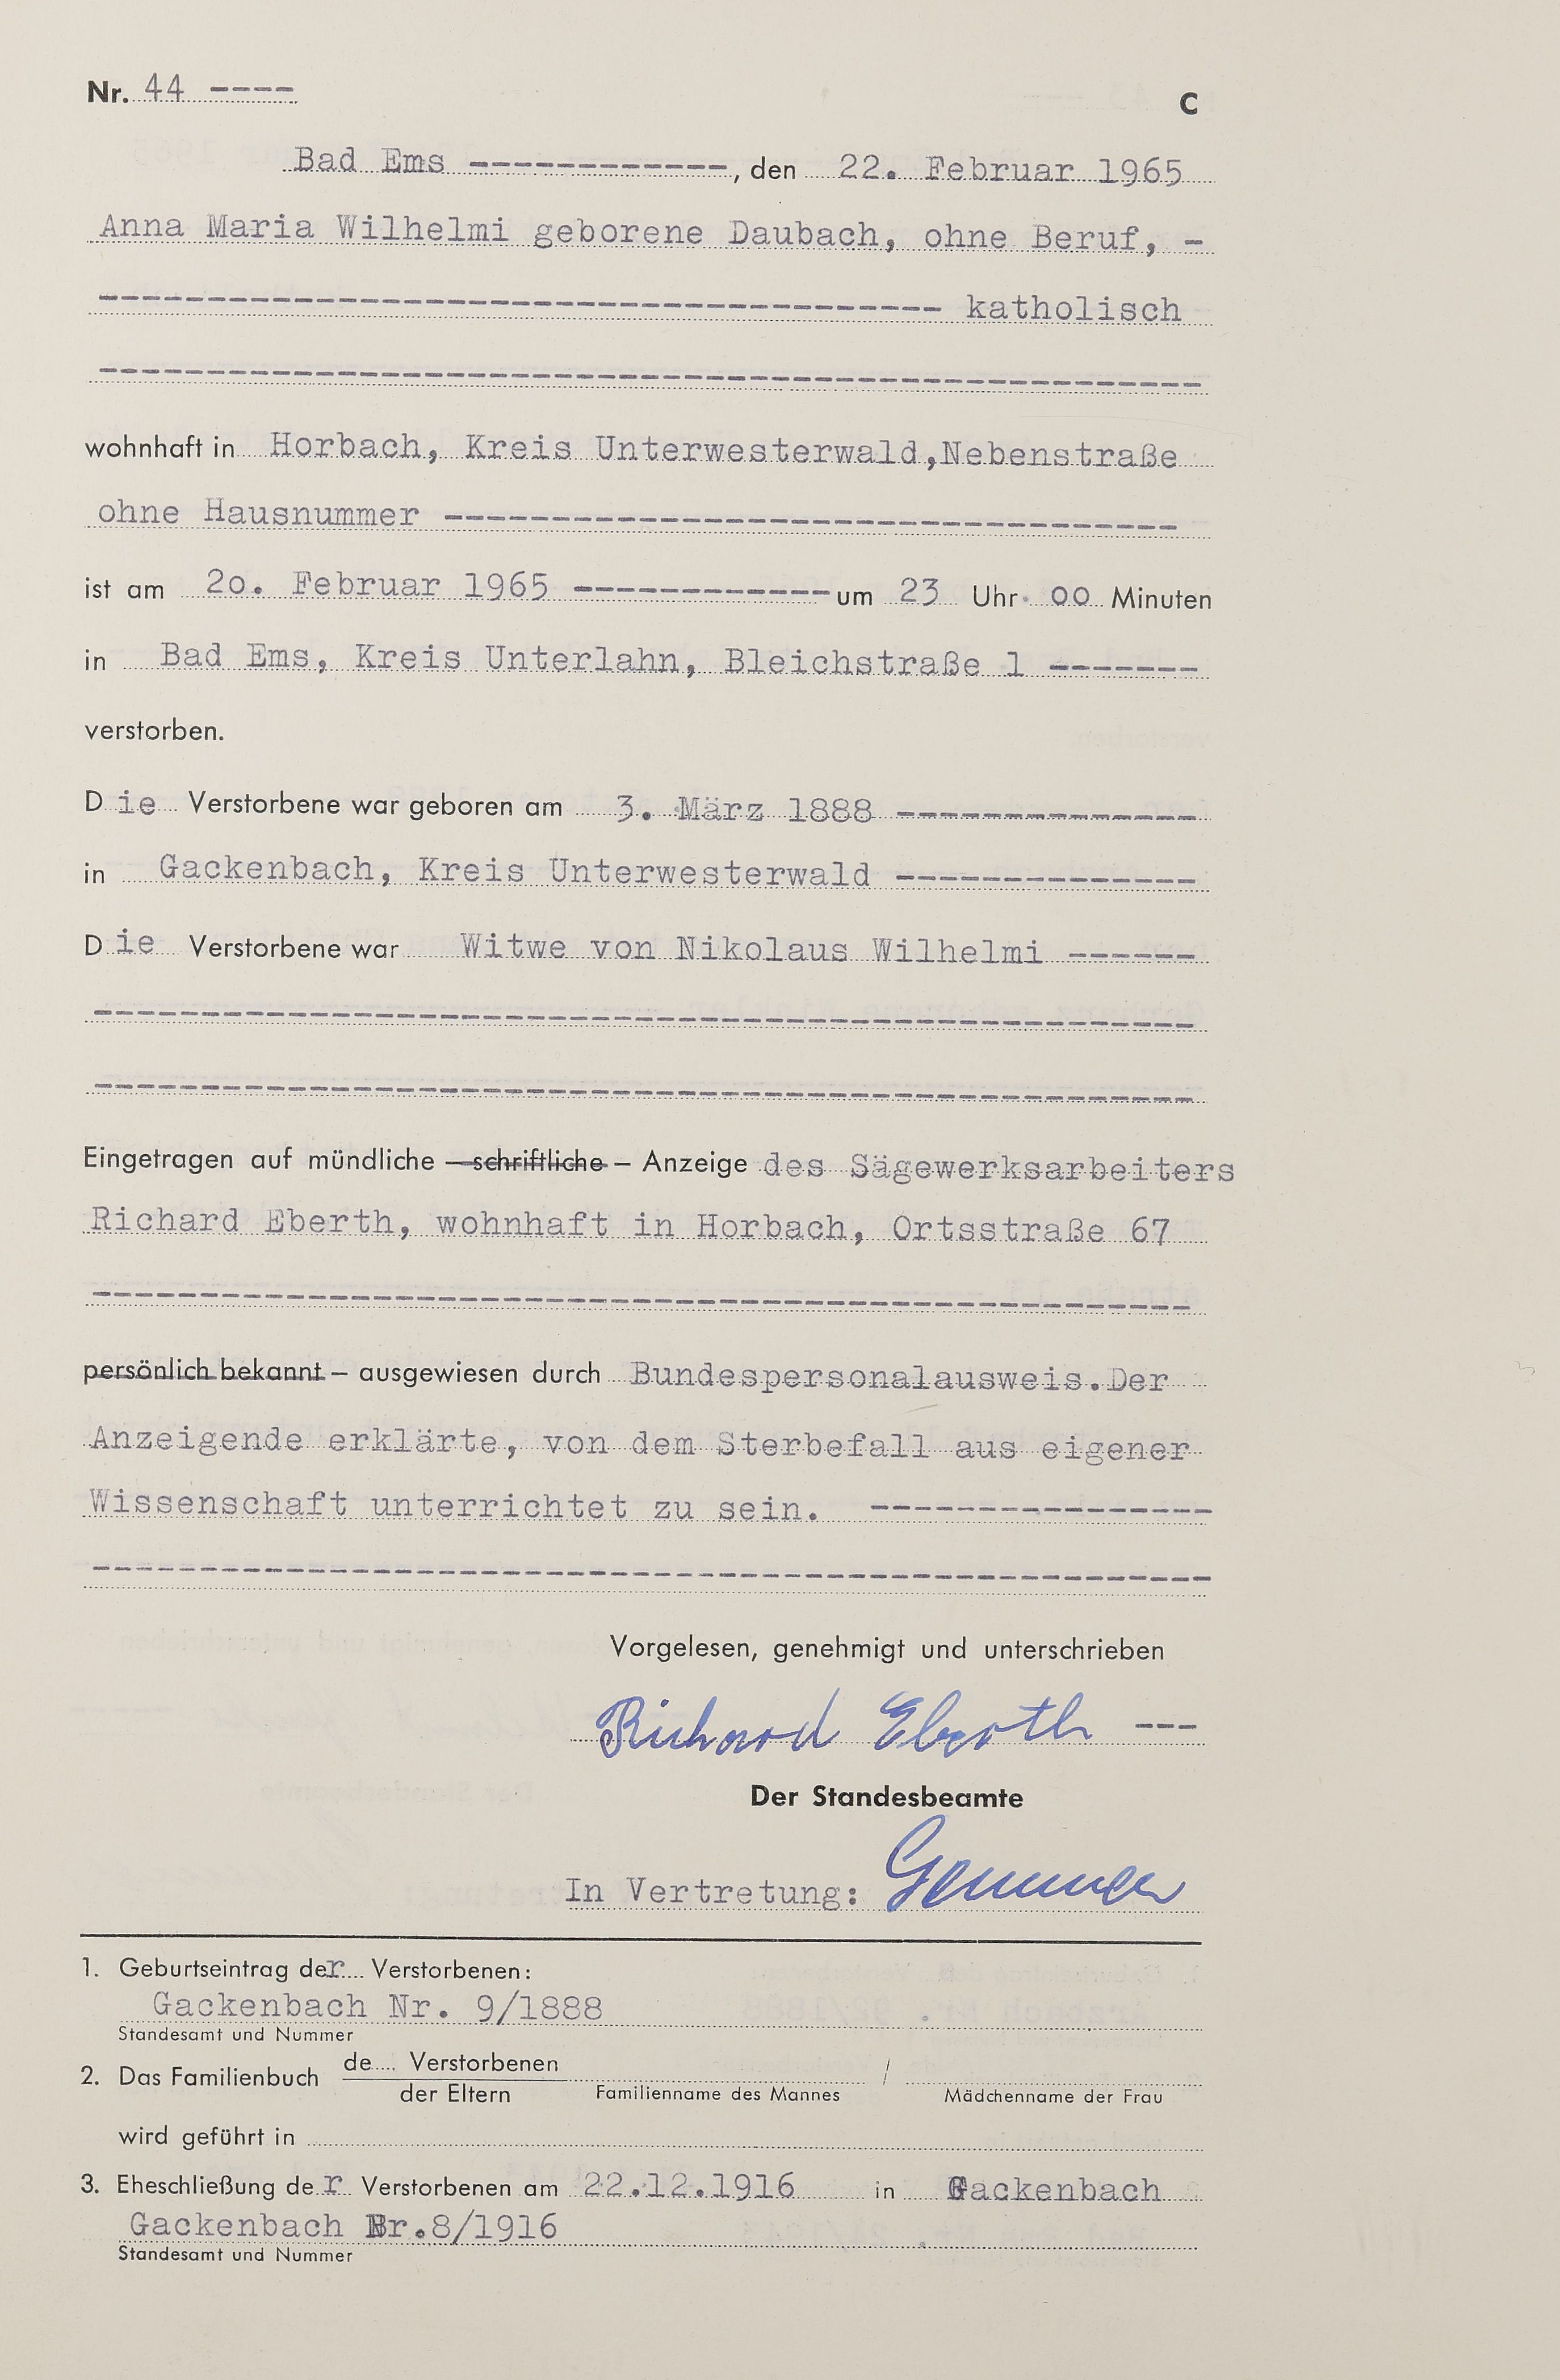 Nr. 44 ----
C
Bad Ems ------------, den 22. Februar 1965
Anna Maria Wilhelmi geborene Daubach, ohne Beruf, -
--------------------------------------- katholisch
---------------------------------------------------
wohnhaft in Horbach, Kreis Unterwesterwald,Nebenstraße
ohne Hausnummer ----------------------------------
ist am 2o. Februar 1965 ------------ um 23 Uhr oo Minuten
in Bad Ems, Kreis Unterlahn, Bleichstraße 1 -------
verstorben.
Die Verstorbene war geboren am 3. März 1888 --------------
in Gackenbach, Kreis Unterwesterwald --------------
Die Verstorbene war Witwe von Nikolaus Wilhelmi ------
---------------------------------------------------
---------------------------------------------------
Eingetragen auf mündliche – schriftliche – Anzeige des Sägewerksarbeiters
Richard Eberth, wohnhaft in Horbach, Ortsstraße 67
---------------------------------------------------
persönlich bekannt – ausgewiesen durch Bundespersonalausweis.Der
Anzeigende erklärte, von dem Sterbefall aus eigener
Wissenschaft unterrichtet zu sein. ----------------
----------------------------------------------------
Vorgelesen, genehmigt und unterschrieben
Richard Eberth ---
Der Standesbeamte
In Vertretung:
1. Geburtseintrag der Verstorbenen:
Gackenbach Nr. 9/1888
Standesamt und Nummer
2. Das Familienbuch de.... Verstorbenen /
der Eltern Familienname des Mannes Mädchenname der Frau
wird geführt in
3. Eheschließung der Verstorbenen am 22.12.1916 in Gackenbach
Gackenbach Nr.8/1916
Standesamt und Nummer